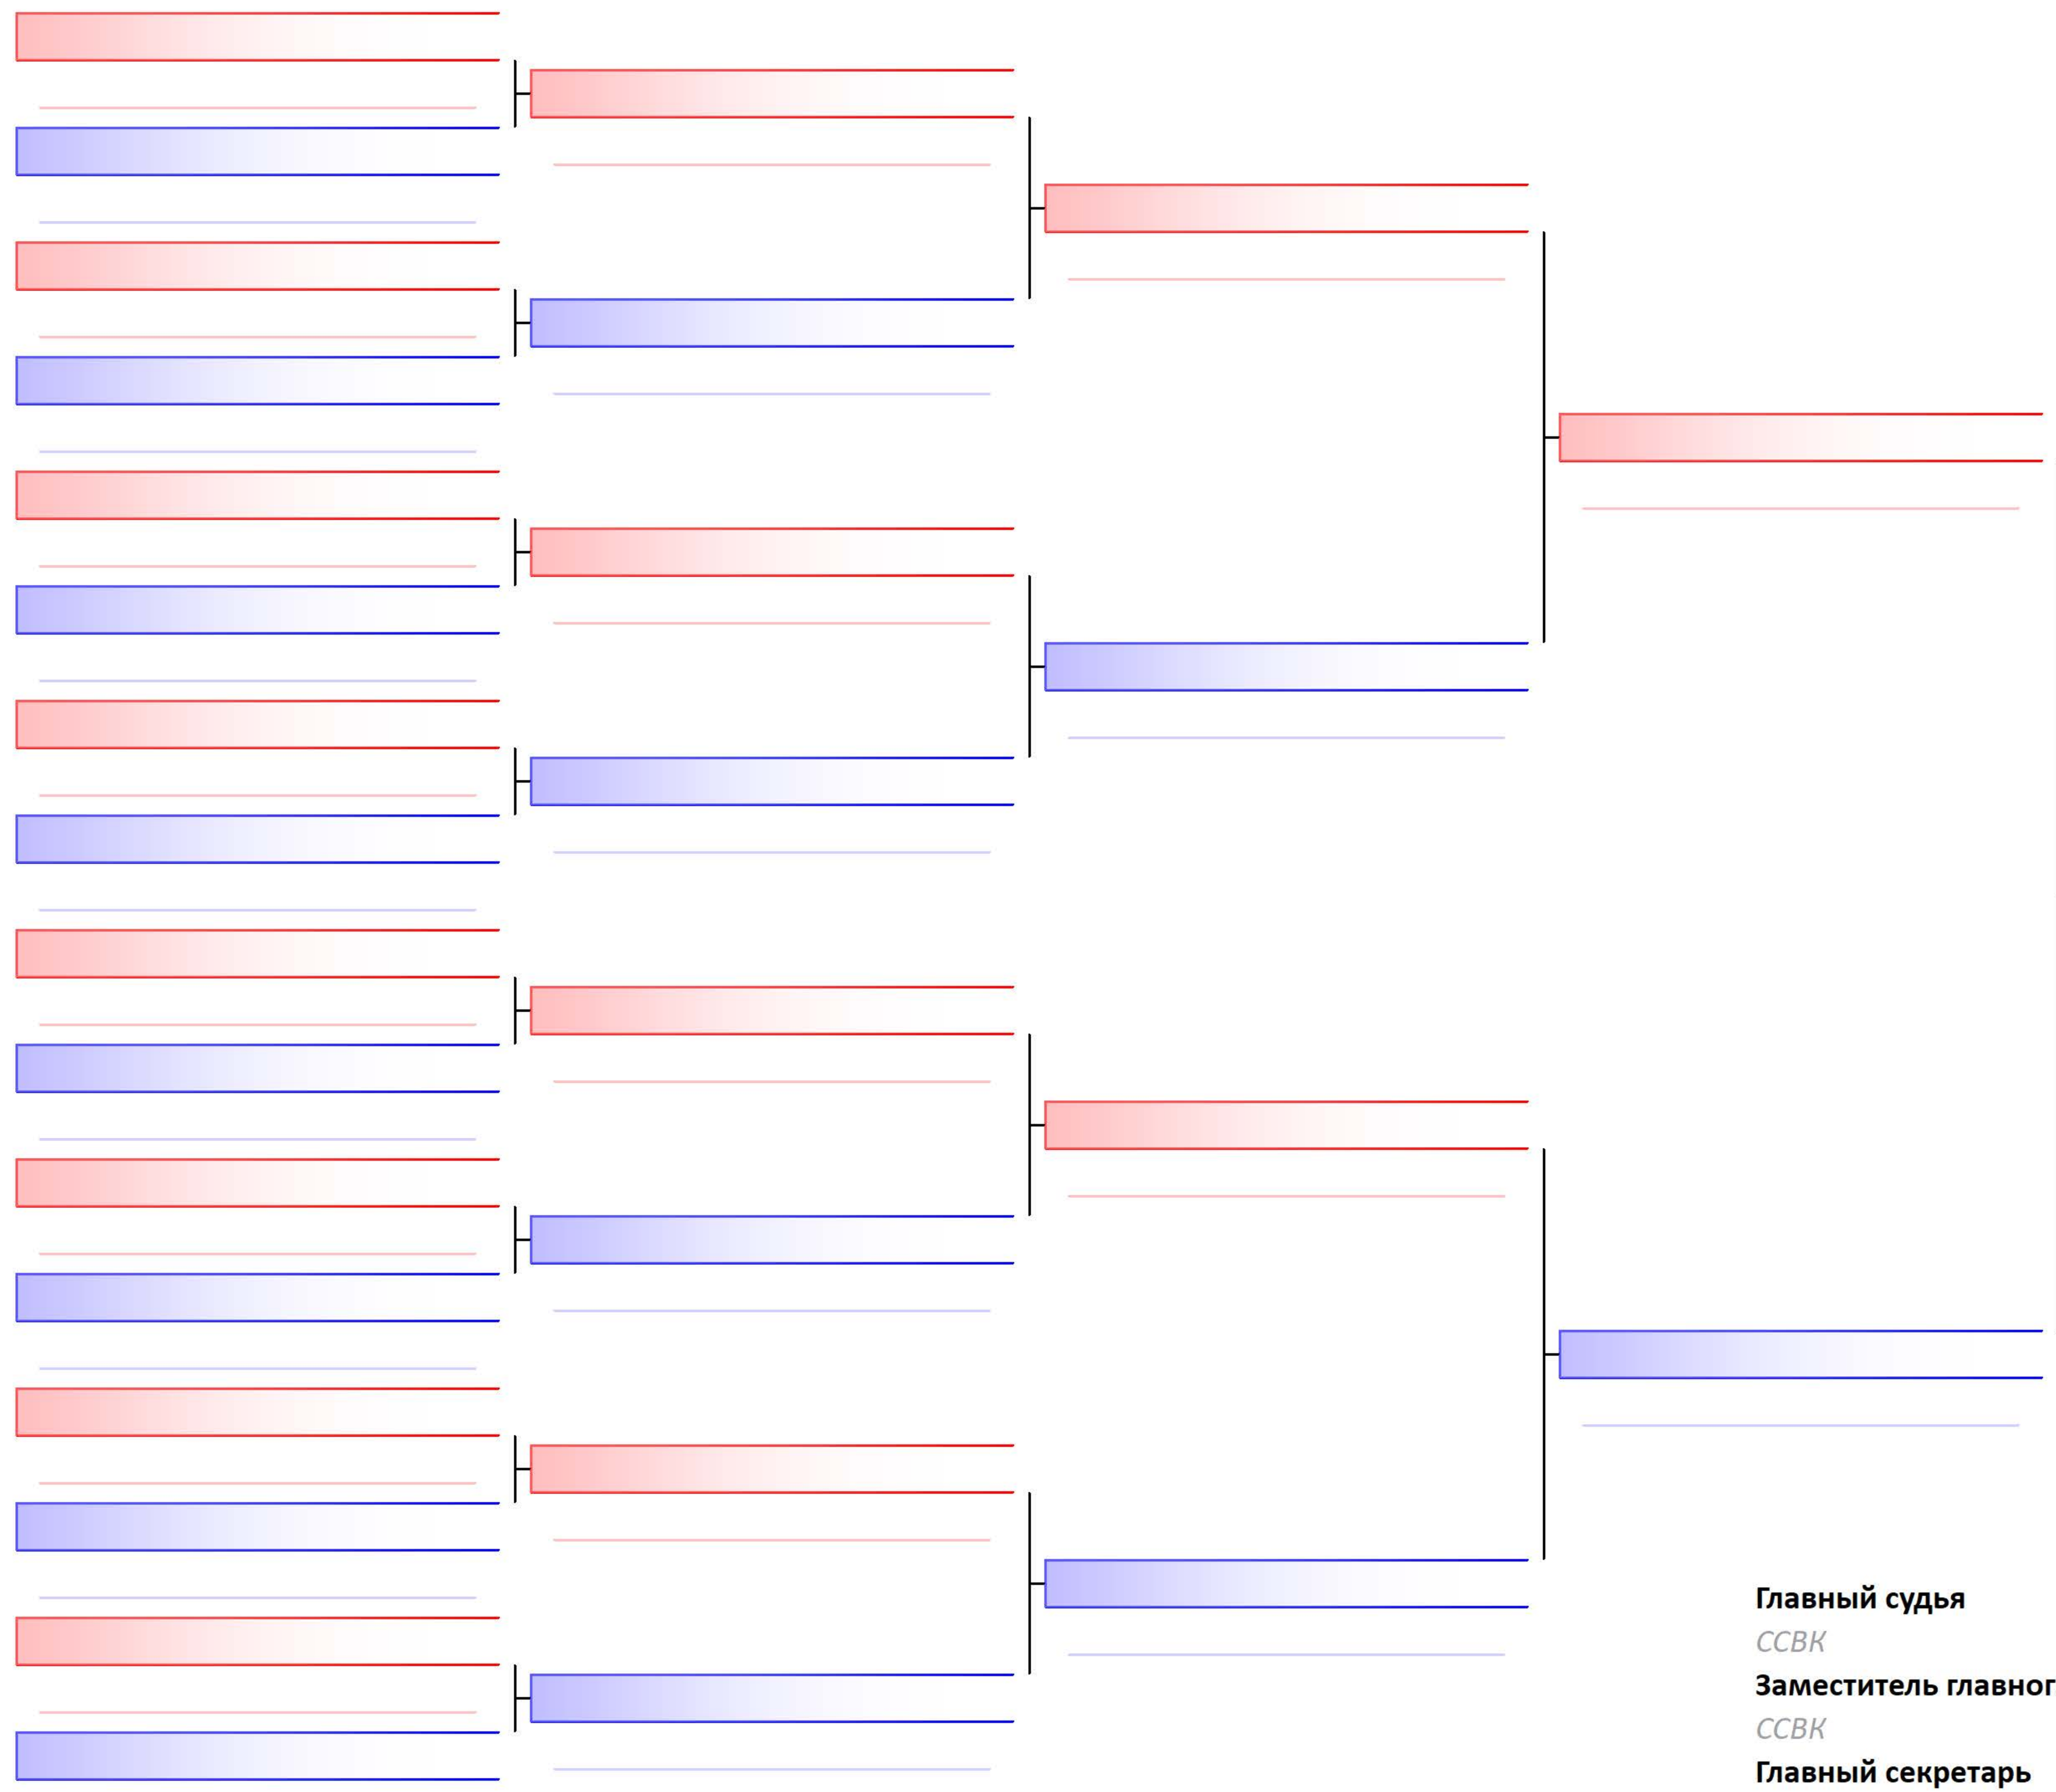 Главный судья
ССВК
Заместитель главног
ССВК
Главный секретарь